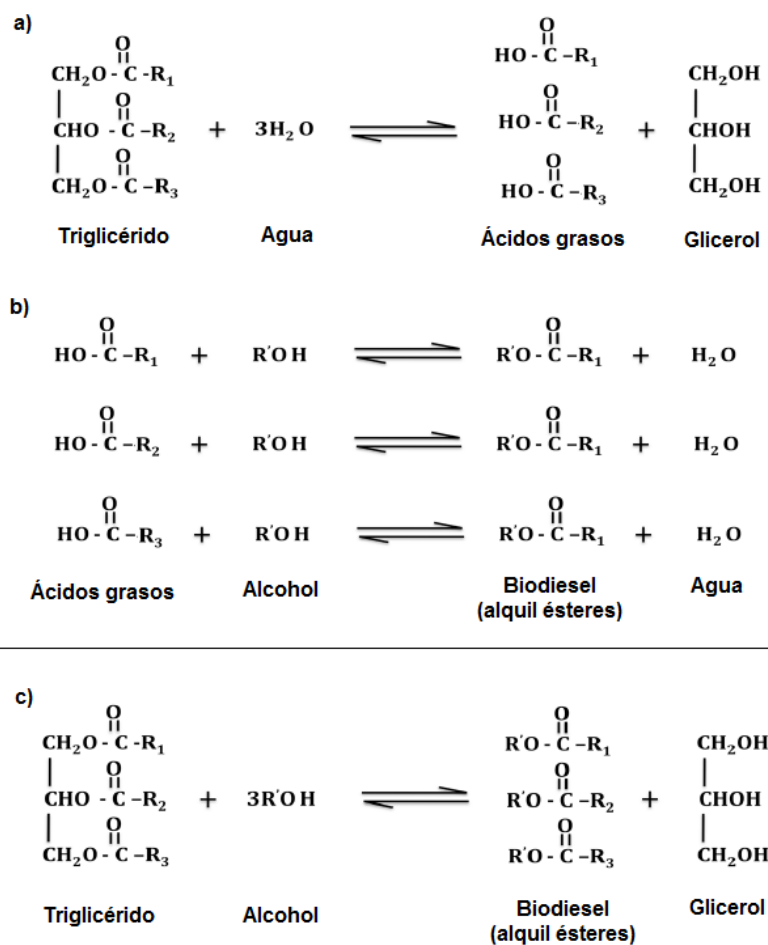 a)
O O
CH₂O - C -R₁ HO - C –R₁ CH₂OH
O O
CHO - C –R₂ + 3H₂O HO - C –R₂ + CHOH
O O
CH₂O - C –R₃ HO - C –R₃ CH₂OH
Triglicérido Agua Ácidos grasos Glicerol
b)
O O
HO - C –R₁ + R'OH R'O - C –R₁ + H₂O
O O
HO - C –R₂ + R'OH R'O - C –R₁ + H₂O
O O
HO - C –R₃ + R'OH R'O - C –R₁ + H₂O
Ácidos grasos Alcohol Biodiesel Agua
(alquil ésteres)
c)
O O
CH₂O - C -R₁ R'O - C –R₁ CH₂OH
O O
CHO - C –R₂ + 3R'OH R'O - C –R₂ + CHOH
O O
CH₂O - C –R₃ R'O - C –R₃ CH₂OH
Triglicérido Alcohol Biodiesel Glicerol
(alquil ésteres)